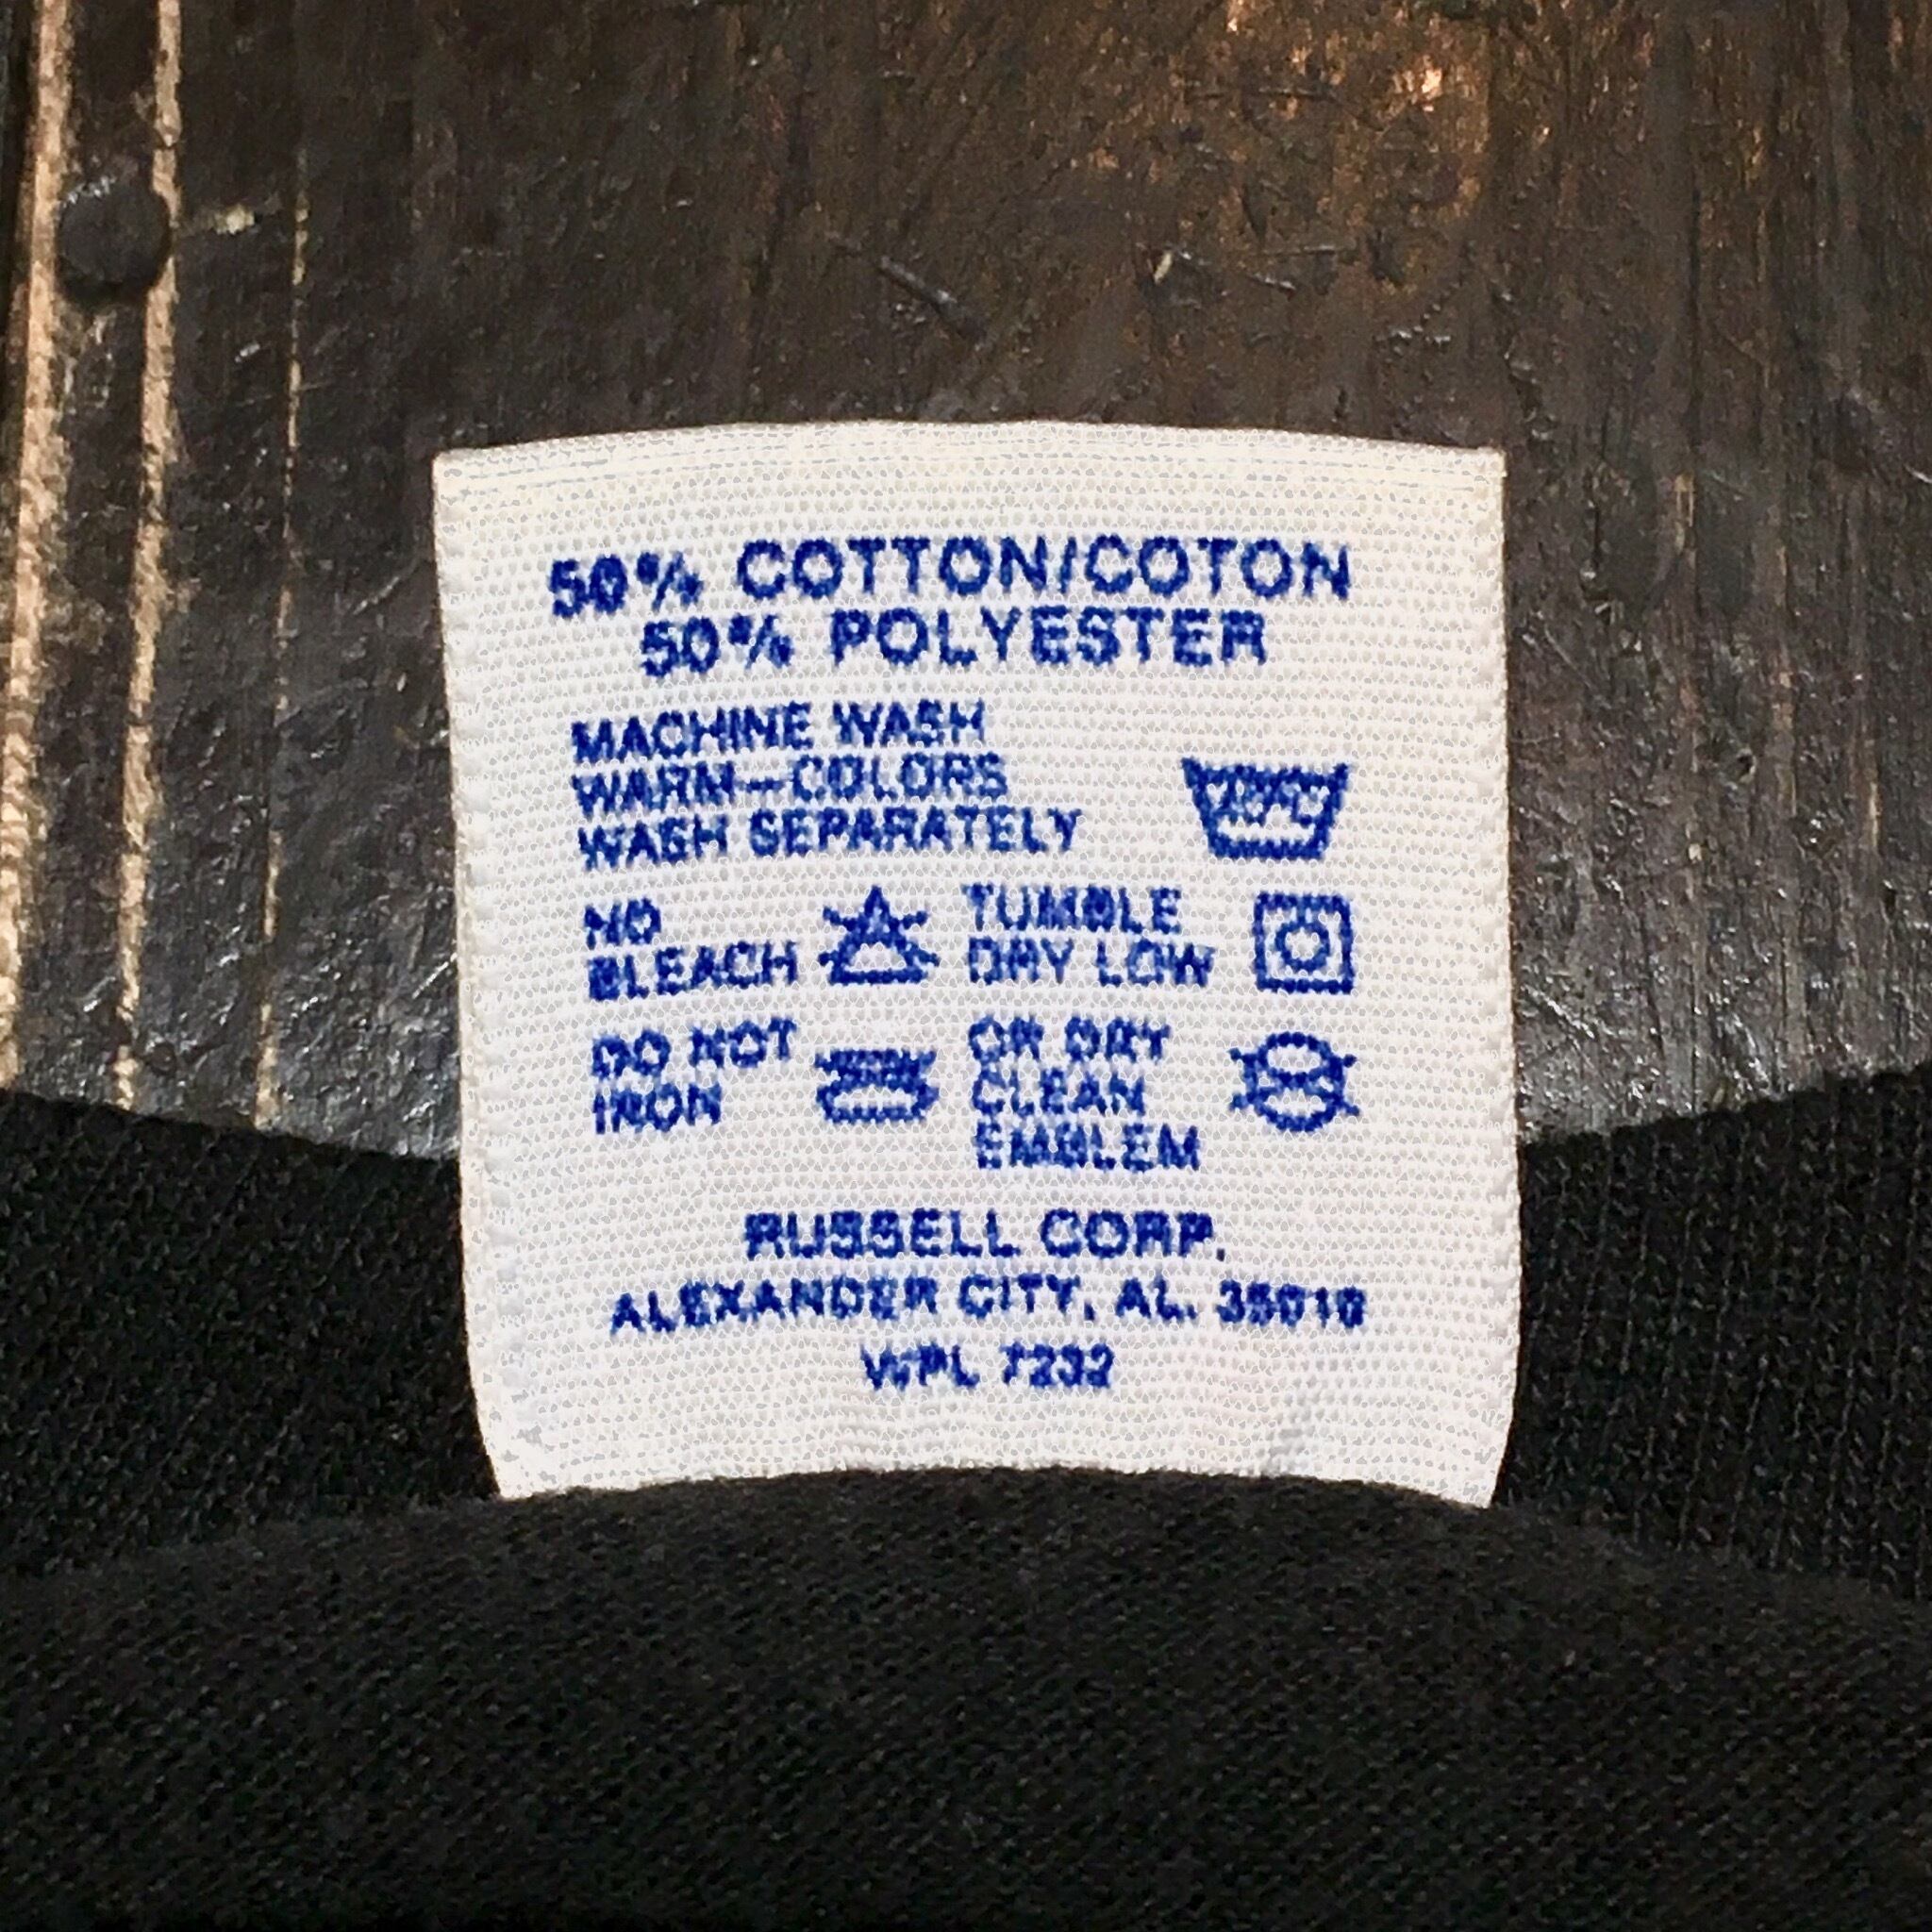 50% COTTON/COTON
50% POLYESTER
MACHINE WASH
WARM—COLORS
WASH SEPARATELY
NO
BLEACH
TUMBLE
DRY LOW
DO NOT
IRON
OR DRY
CLEAN
EMBLEM
RUSSELL CORP.
ALEXANDER CITY, AL. 35010
WPL 7232